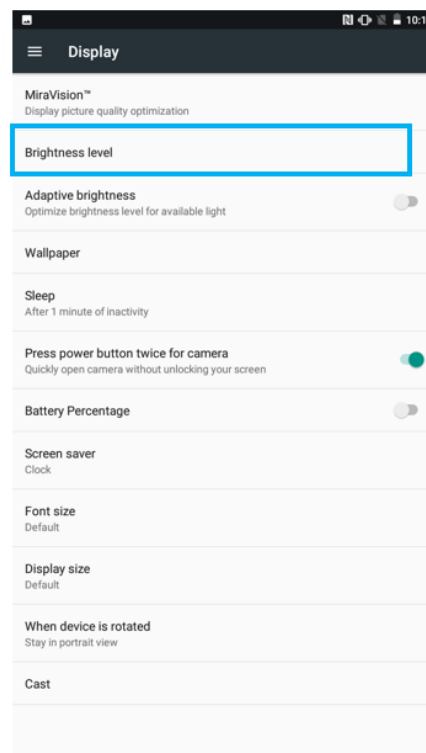 10:1
Display
MiraVision™
Display picture quality optimization
Brightness level
Adaptive brightness
Optimize brightness level for available light
Wallpaper
Sleep
After 1 minute of inactivity
Press power button twice for camera
Quickly open camera without unlocking your screen
Battery Percentage
Screen saver
Clock
Font size
Default
Display size
Default
When device is rotated
Stay in portrait view
Cast